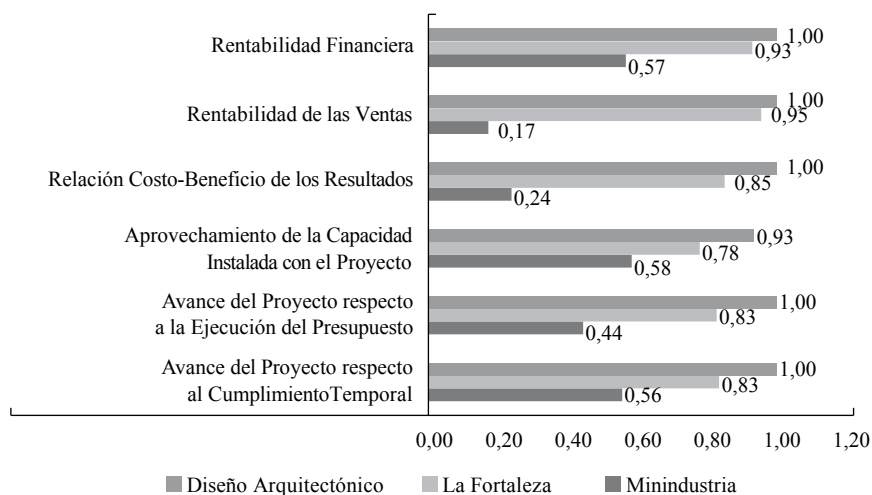 Rentabilidad Financiera
1,00
0,93
0,57
Rentabilidad de las Ventas
1,00
0,95
0,17
Relación Costo-Beneficio de los Resultados
1,00
0,85
0,24
Aprovechamiento de la Capacidad
Instalada con el Proyecto
0,93
0,78
0,58
Avance del Proyecto respecto
a la Ejecución del Presupuesto
1,00
0,83
0,44
Avance del Proyecto respecto
al CumplimientoTemporal
1,00
0,83
0,56
0,00 0,20 0,40 0,60 0,80 1,00 1,20
Diseño Arquitectónico La Fortaleza Minindustria